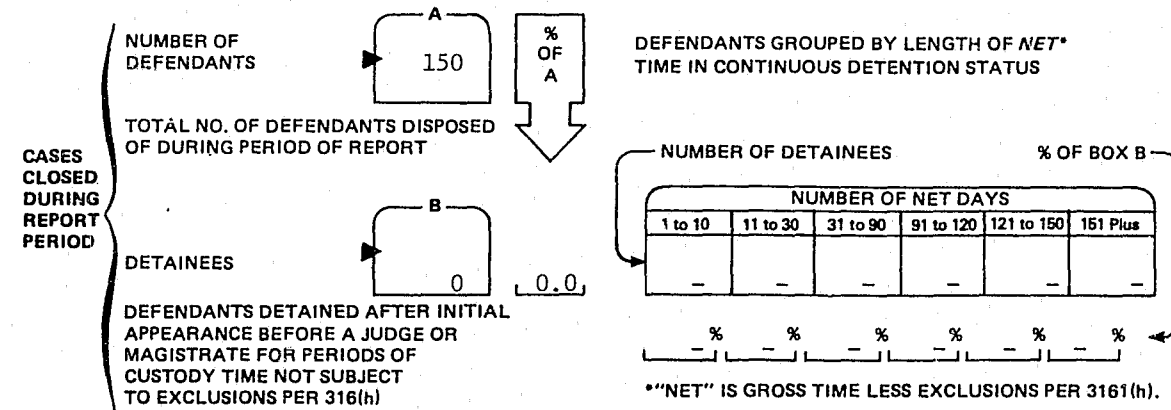 A
NUMBER OF
DEFENDANTS
150
%
OF
A
TOTAL NO. OF DEFENDANTS DISPOSED
OF DURING PERIOD OF REPORT
CASES
CLOSED
DURING
REPORT
PERIOD
B
DETAINEES
0
0.0
DEFENDANTS DETAINED AFTER INITIAL
APPEARANCE BEFORE A JUDGE OR
MAGISTRATE FOR PERIODS OF
CUSTODY TIME NOT SUBJECT
TO EXCLUSIONS PER 316(h)
DEFENDANTS GROUPED BY LENGTH OF NET*
TIME IN CONTINUOUS DETENTION STATUS
NUMBER OF DETAINEES % OF BOX B
NUMBER OF NET DAYS
1 to 10 11 to 30 31 to 90 91 to 120 121 to 150 151 Plus
– – – – – –
– % – % – % – % – % – %
*"NET" IS GROSS TIME LESS EXCLUSIONS PER 3161(h).